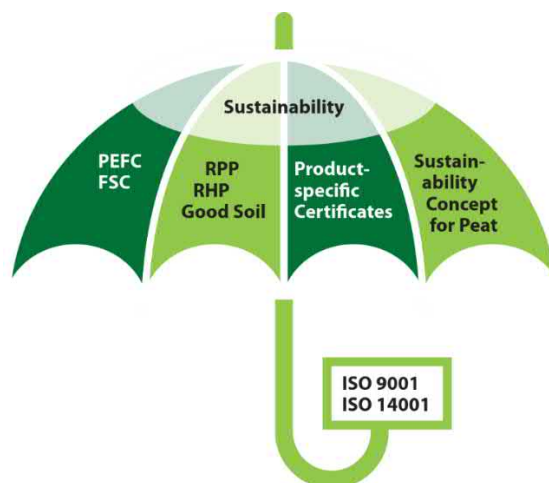 Sustainability
PEFC
FSC
RPP
RHP
Good Soil
Product-
specific
Certificates
Sustain-
ability
Concept
for Peat
ISO 9001
ISO 14001